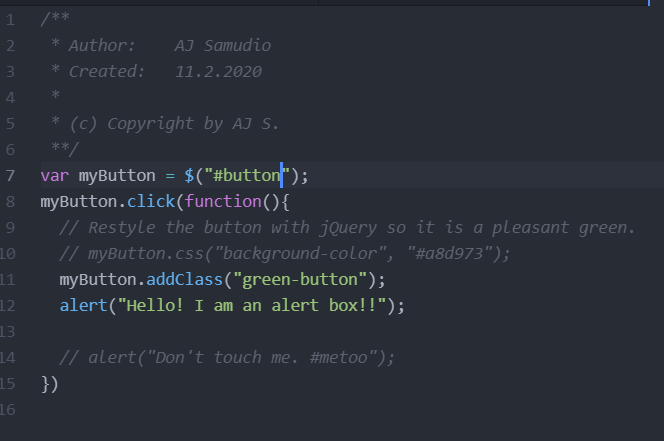 1 /**
2  * Author:    AJ Samudio
3  * Created:   11.2.2020
4  *
5  * (c) Copyright by AJ S.
6  **/
7 var myButton = $("#button");
8 myButton.click(function(){
9   // Restyle the button with jQuery so it is a pleasant green.
10   // myButton.css("background-color", "#a8d973");
11   myButton.addClass("green-button");
12   alert("Hello! I am an alert box!!");
13
14   // alert("Don't touch me. #metoo");
15 })
16